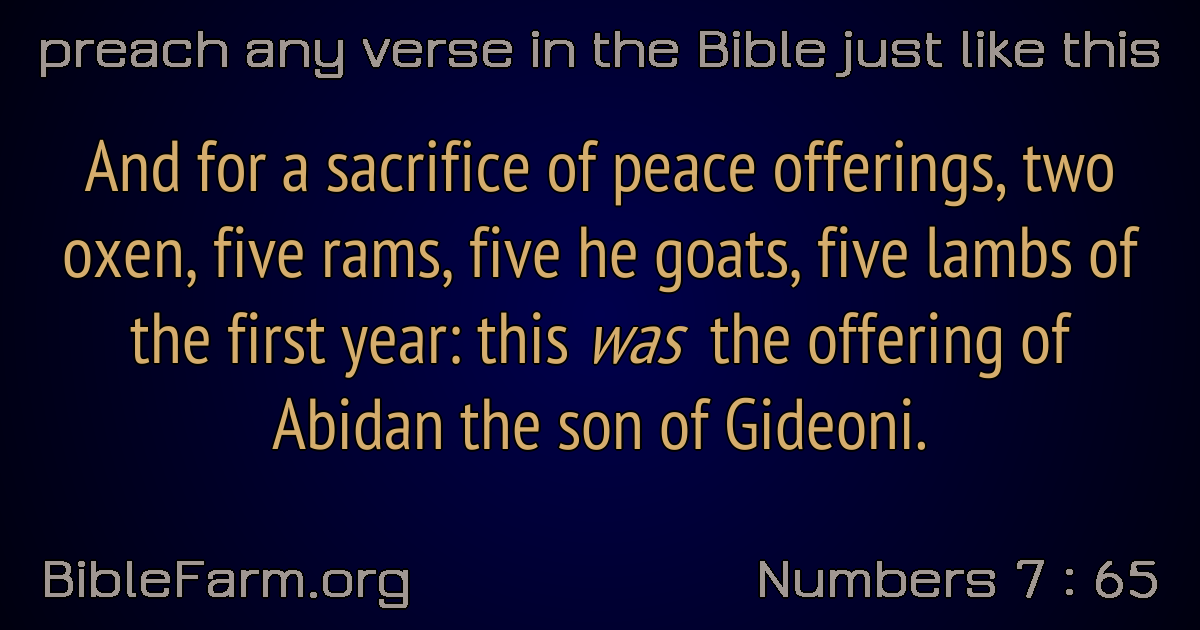 preach any verse in the Bible just like this
And for a sacrifice of peace offerings, two
oxen, five rams, five he goats, five lambs of
the first year: this was the offering of
Abidan the son of Gideoni.
BibleFarm.org
Numbers 7 : 65